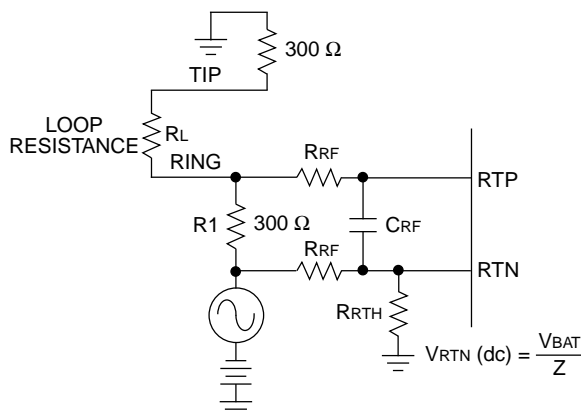 300 Ω
TIP
LOOP
RESISTANCE
RL
RING
RRF
RTP
R1
300 Ω
CRF
RRF
RTN
RRTH
VRTN (dc) = VBAT
Z